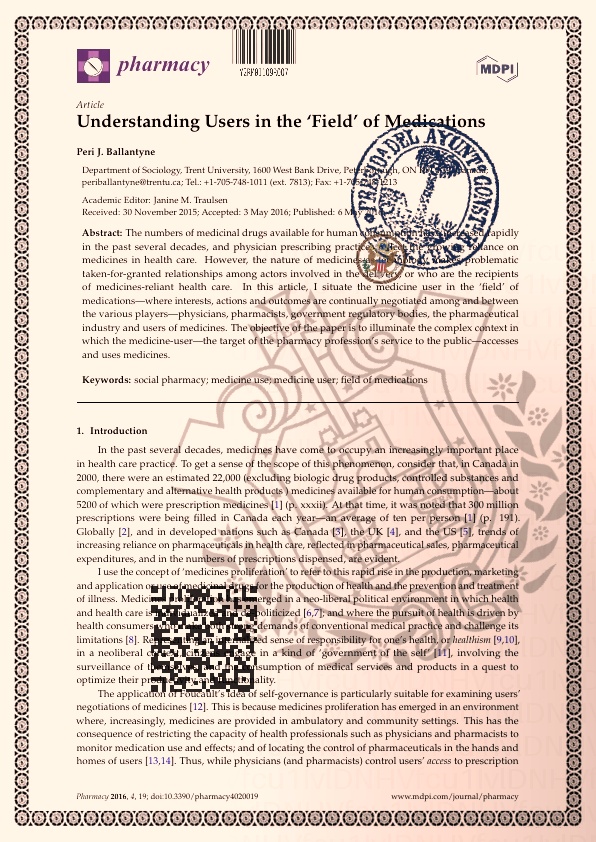 Y2RM01109R007
pharmacy
MDPI
Article
Understanding Users in the ‘Field’ of Medications
Peri J. Ballantyne
Department of Sociology, Trent University, 1600 West Bank Drive, Peterborough, ON
periballantyne@trentu.ca; Tel.: +1-705-748-1011 (ext. 7813); Fax: +1-705-748-1213
Academic Editor: Janine M. Traulsen
Received: 30 November 2015; Accepted: 3 May 2016; Published: 6 May 2016
Abstract: The numbers of medicinal drugs available for human consumption have increased rapidly
in the past several decades, and physician prescribing practices reflect the growing reliance on
medicines in health care. However, the nature of medicines as technology makes problematic
taken-for-granted relationships among actors involved in the delivery, or who are the recipients
of medicines-reliant health care. In this article, I situate the medicine user in the ‘field’ of
medications—where interests, actions and outcomes are continually negotiated among and between
the various players—physicians, pharmacists, government regulatory bodies, the pharmaceutical
industry and users of medicines. The objective of the paper is to illuminate the complex context in
which the medicine-user—the target of the pharmacy profession’s service to the public—accesses
and uses medicines.
Keywords: social pharmacy; medicine use; medicine user; field of medications
1. Introduction
In the past several decades, medicines have come to occupy an increasingly important place
in health care practice. To get a sense of the scope of this phenomenon, consider that, in Canada in
2000, there were an estimated 22,000 (excluding biologic drug products, controlled substances and
complementary and alternative health products ) medicines available for human consumption—about
5200 of which were prescription medicines [1] (p. xxii). At that time, it was noted that 300 million
prescriptions were being filled in Canada each year—an average of ten per person [1] (p. 191).
Globally [2], and in developed nations such as Canada [3], the UK [4], and the US [5], trends of
increasing reliance on pharmaceuticals in health care, reflected in pharmaceutical sales, pharmaceutical
expenditures, and in the numbers of prescriptions dispensed, are evident.
I use the concept of ‘medicines proliferation’ to refer to this rapid rise in the production, marketing
and application or use of medicinal drugs for the production of health and the prevention and treatment
of illness. Medicines emerged in a neo-liberal political environment in which health
and health care is depoliticized [6,7]; and where the pursuit of health is driven by
health consumers demands of conventional medical practice and challenge its
limitations [8]. sense of responsibility for one’s health, or healthism [9,10],
in a neoliberal engage in a kind of ‘government of the self’ [11], involving the
surveillance of consumption of medical services and products in a quest to
optimize their productivity and functionality.
The application of Foucault’s idea of self-governance is particularly suitable for examining users’
negotiations of medicines [12]. This is because medicines proliferation has emerged in an environment
where, increasingly, medicines are provided in ambulatory and community settings. This has the
consequence of restricting the capacity of health professionals such as physicians and pharmacists to
monitor medication use and effects; and of locating the control of pharmaceuticals in the hands and
homes of users [13,14]. Thus, while physicians (and pharmacists) control users’ access to prescription
Pharmacy 2016, 4, 19; doi:10.3390/pharmacy4020019
www.mdpi.com/journal/pharmacy